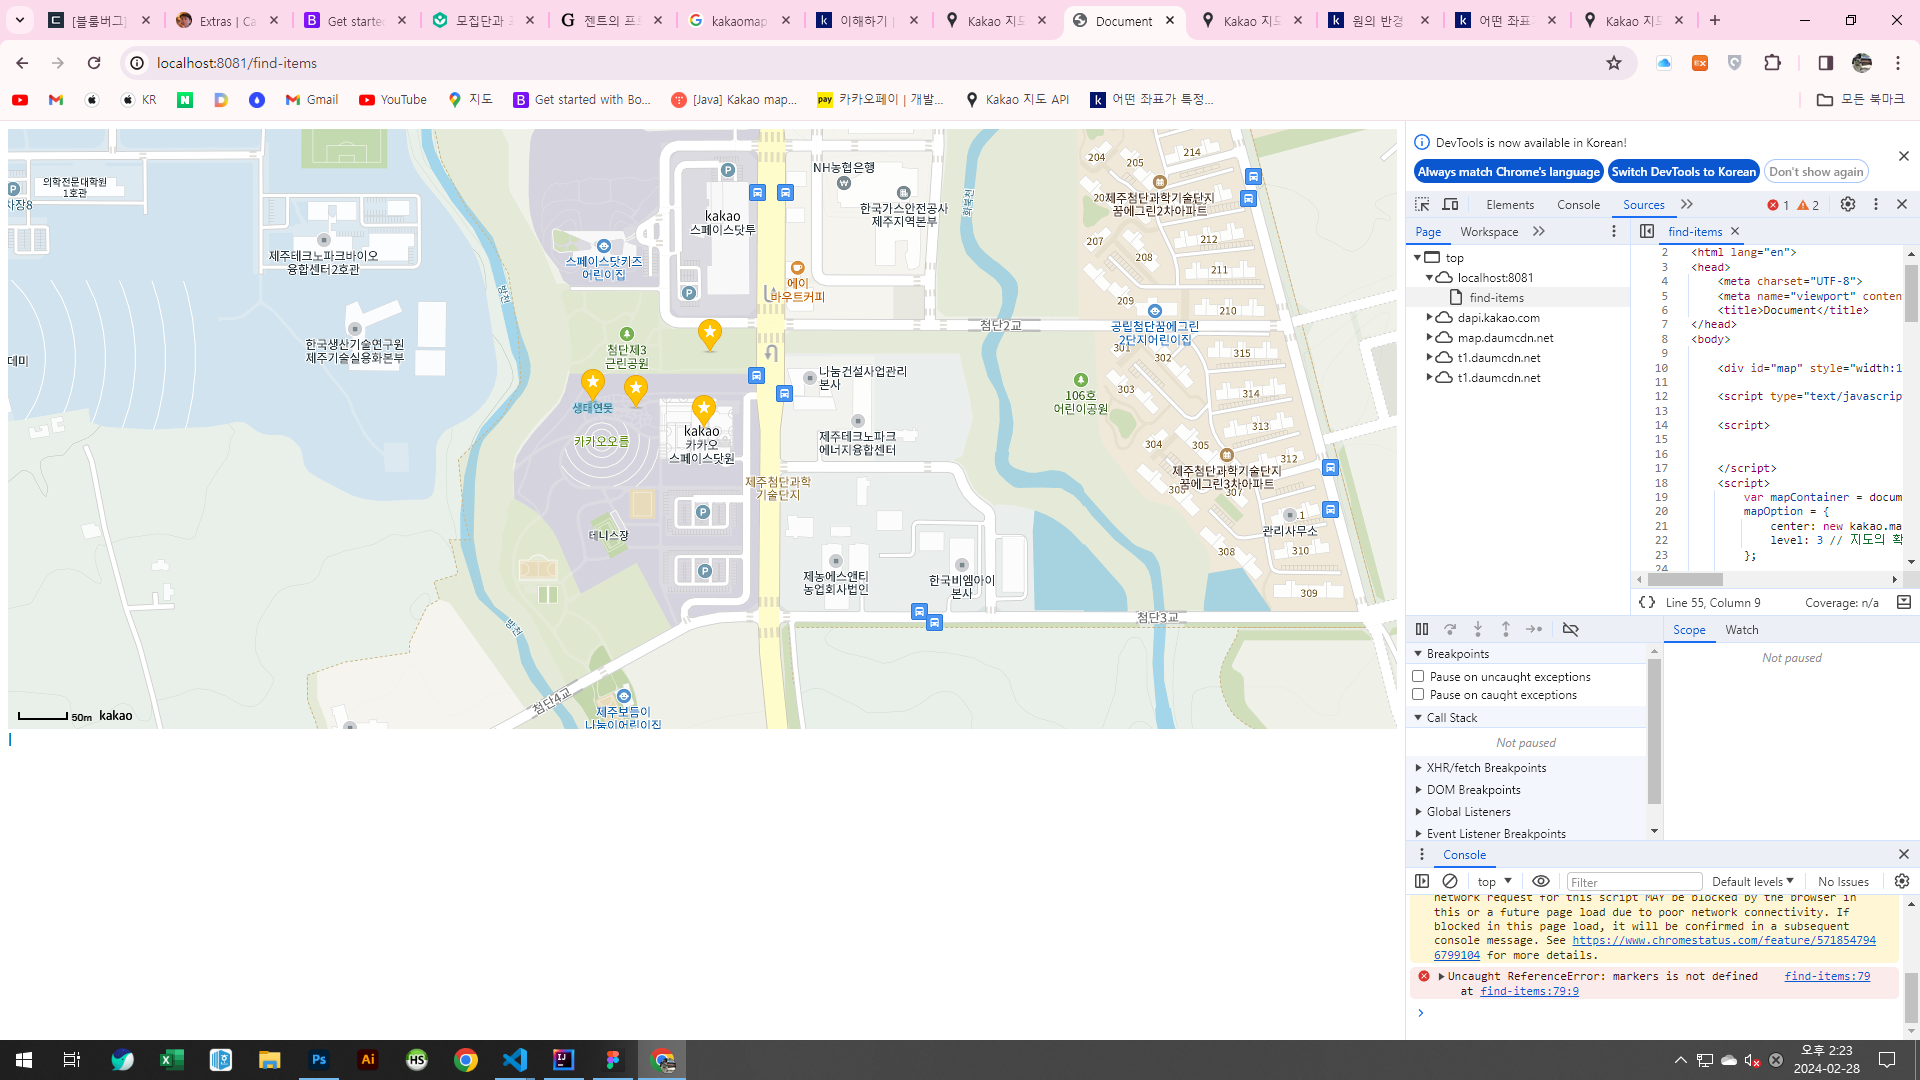 [블룸버그]
Extras | Ca
Get starte
모집단과 표
젠트의 프로
kakaomap
이해하기 |
Kakao 지도
Document
Kakao 지도
원의 반경
어떤 좌표가
Kakao 지도
localhost:8081/find-items
KR
Gmail
YouTube
지도
Get started with Bo...
[Java] Kakao map...
pay 카카오페이 | 개발...
Kakao 지도 API
어떤 좌표가 특정...
모든 북마크
의학전문대학원
1호관
차장8
제주테크노파크바이오
융합센터2호관
한국생산기술연구원
제주기술실용화본부
데미
방천
스페이스닷키즈
어린이집
kakao
스페이스닷투
NH농협은행
한국가스안전공사
제주지역본부
에이
바우트커피
첨단제3
근린공원
생태연못
카카오오름
kakao
카카오
스페이스닷원
나눔건설사업관리
본사
제주테크노파크
에너지융합센터
제주첨단과학
기술단지
테니스장
제농에스앤티
농업회사법인
한국비엠아이
본사
첨단2교
첨단3교
첨단4교
방천
제주보듬이
나눔이어린이집
106호
어린이공원
204
205
214
제주첨단과학기술단지
꿈에그린2차아파트
207
208
212
211
209
210
공립첨단꿈에그린
2단지어린이집
301
302
315
303
314
313
304
305
312
제주첨단과학기술단지
꿈에그린3차아파트
307
관리사무소
308
310
309
50m kakao
DevTools is now available in Korean!
Always match Chrome's language
Switch DevTools to Korean
Don't show again
Elements
Console
Sources
1
2
Page
Workspace
find-items
top
localhost:8081
find-items
dapi.kakao.com
map.daumcdn.net
t1.daumcdn.net
t1.daumcdn.net
2 <html lang="en">
3 <head>
4 <meta charset="UTF-8">
5 <meta name="viewport" conten
6 <title>Document</title>
7 </head>
8 <body>
9
10 <div id="map" style="width:1
11
12 <script type="text/javascrip
13
14 <script>
15
16
17 </script>
18 <script>
19 var mapContainer = docum
20 mapOption = {
21 center: new kakao.ma
22 level: 3 // 지도의 확
23 };
24
{} Line 55, Column 9
Coverage: n/a
Scope
Watch
Not paused
Breakpoints
Pause on uncaught exceptions
Pause on caught exceptions
Call Stack
Not paused
XHR/fetch Breakpoints
DOM Breakpoints
Global Listeners
Event Listener Breakpoints
Console
top
Filter
Default levels
No Issues
network request for this script MAY be blocked by the browser in
this or a future page load due to poor network connectivity. If
blocked in this page load, it will be confirmed in a subsequent
console message. See https://www.chromestatus.com/feature/571854794
6799104 for more details.
Uncaught ReferenceError: markers is not defined find-items:79
at find-items:79:9
오후 2:23
2024-02-28